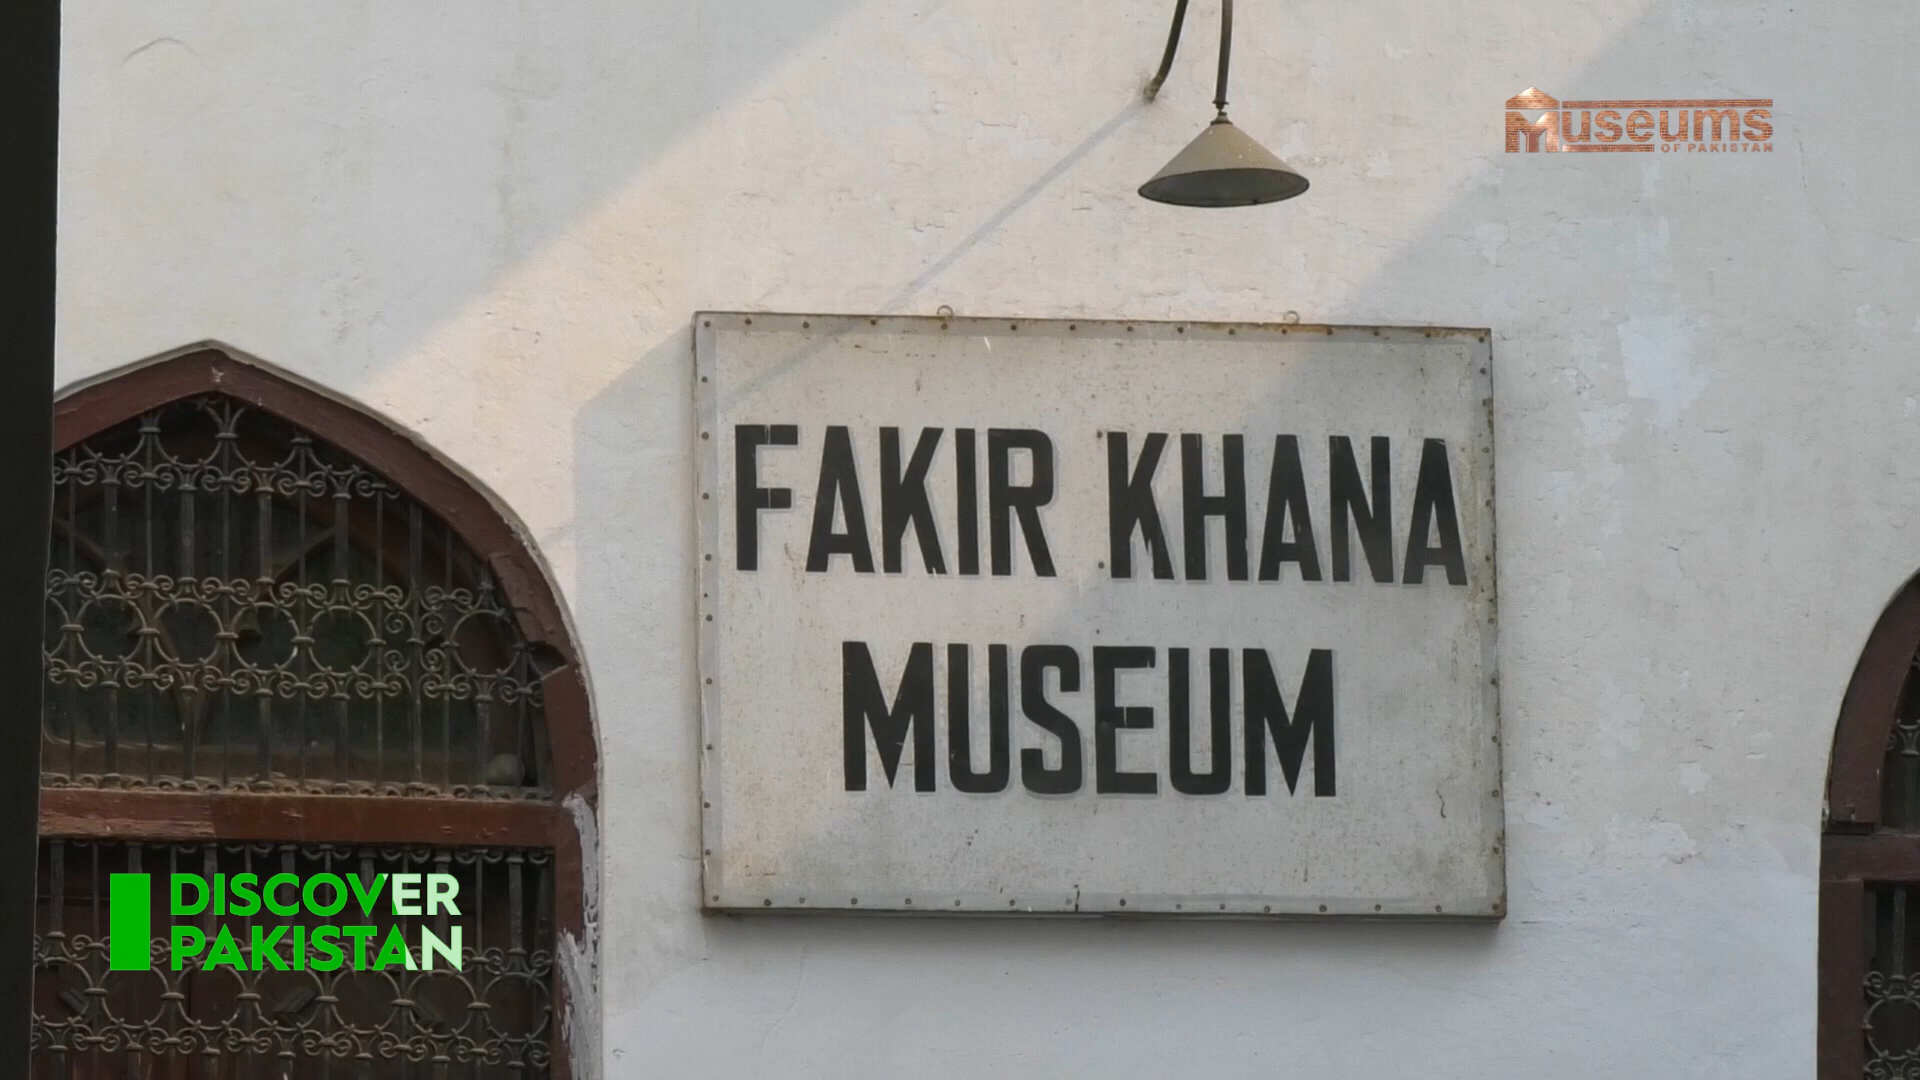 MUSEUMS
OF PAKISTAN
FAKIR KHANA
MUSEUM
DISCOVER
PAKISTAN